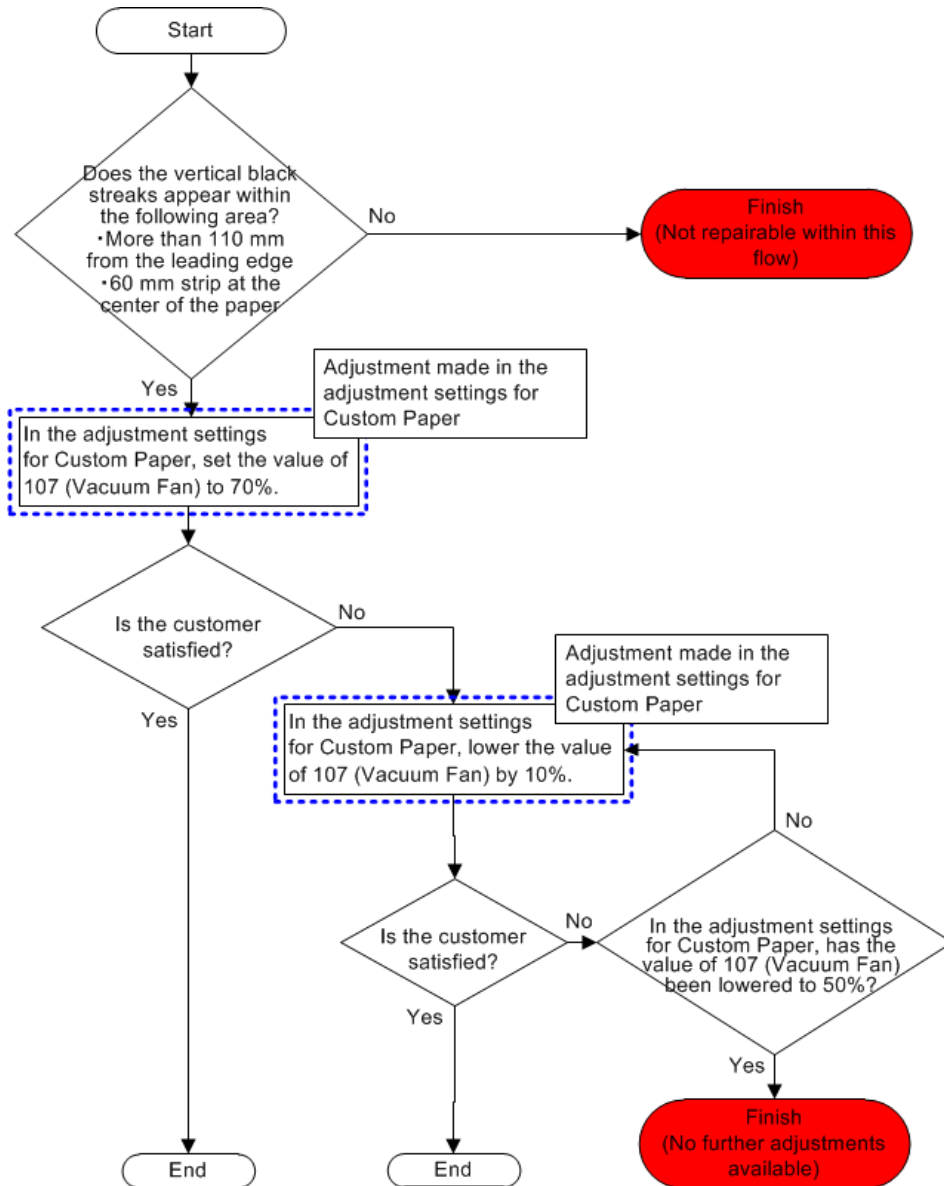 Start
Does the vertical black
streaks appear within
the following area?
・More than 110 mm
from the leading edge
・60 mm strip at the
center of the paper
No
Finish
(Not repairable within this
flow)
Yes
Adjustment made in the
adjustment settings for
Custom Paper
In the adjustment settings
for Custom Paper, set the value of
107 (Vacuum Fan) to 70%.
Is the customer
satisfied?
No
Yes
Adjustment made in the
adjustment settings for
Custom Paper
In the adjustment settings
for Custom Paper, lower the value
of 107 (Vacuum Fan) by 10%.
No
Is the customer
satisfied?
No
In the adjustment settings
for Custom Paper, has the
value of 107 (Vacuum Fan)
been lowered to 50%?
Yes
Yes
Finish
(No further adjustments
available)
End
End